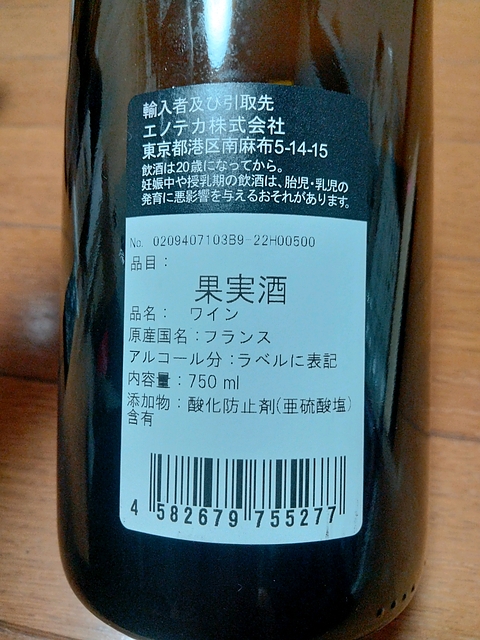 輸入者及び引取先
エノテカ株式会社
東京都港区南麻布5-14-15
飲酒は20歳になってから。
妊娠中や授乳期の飲酒は、胎児・乳児の
発育に悪影響を与えるおそれがあります。
No. 0209407103B9-22H00500
品目：
果実酒
品名： ワイン
原産国名：フランス
アルコール分：ラベルに表記
内容量：750 ml
添加物：酸化防止剤(亜硫酸塩)
含有
4 582679 755277